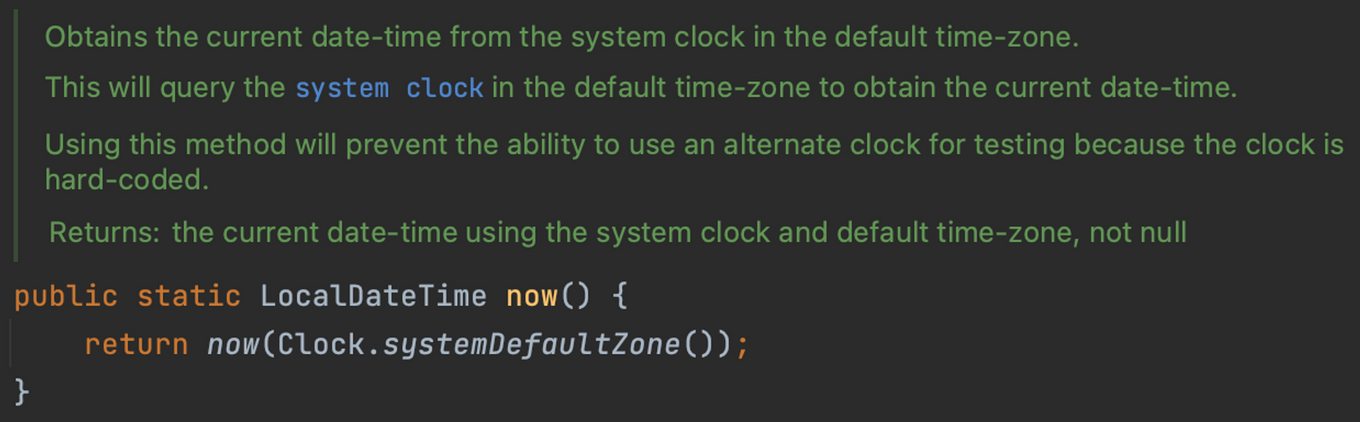 Obtains the current date-time from the system clock in the default time-zone.
This will query the system clock in the default time-zone to obtain the current date-time.
Using this method will prevent the ability to use an alternate clock for testing because the clock is
hard-coded.
Returns: the current date-time using the system clock and default time-zone, not null
public static LocalDateTime now() {
    return now(Clock.systemDefaultZone());
}